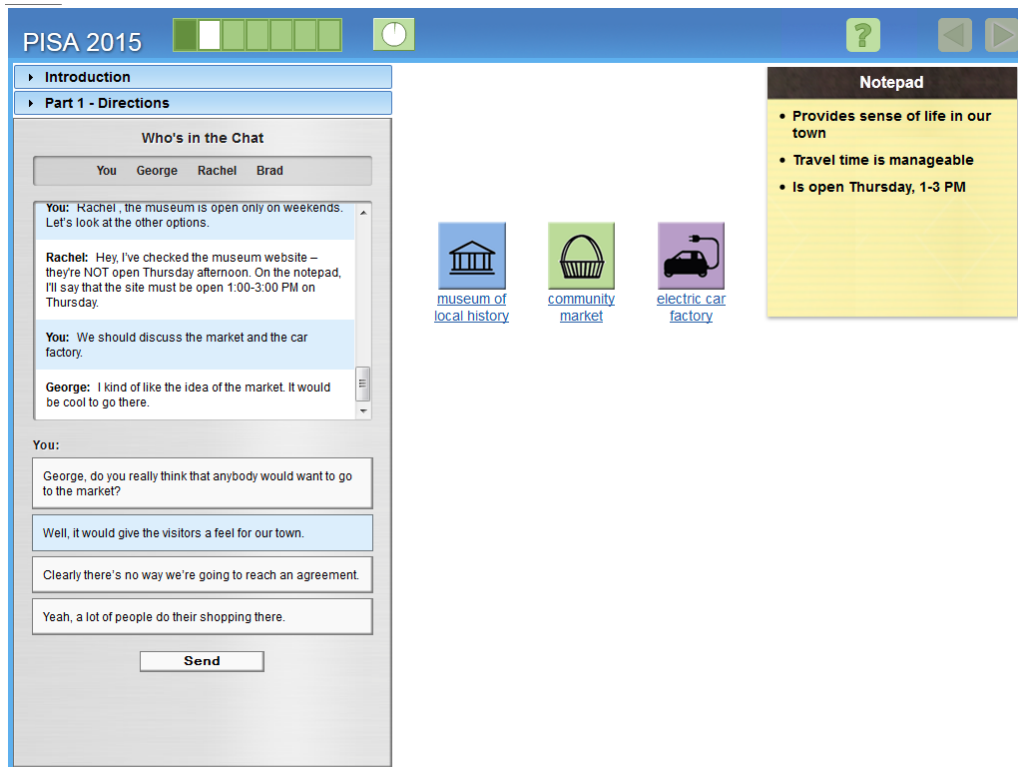 PISA 2015
?
Introduction
Part 1 - Directions
Who's in the Chat
You George Rachel Brad
You: Rachel , the museum is open only on weekends.
Let's look at the other options.
Rachel: Hey, I've checked the museum website –
they're NOT open Thursday afternoon. On the notepad,
I'll say that the site must be open 1:00-3:00 PM on
Thursday.
You: We should discuss the market and the car
factory.
George: I kind of like the idea of the market. It would
be cool to go there.
You:
George, do you really think that anybody would want to go
to the market?
Well, it would give the visitors a feel for our town.
Clearly there's no way we're going to reach an agreement.
Yeah, a lot of people do their shopping there.
Send
museum of
local history
community
market
electric car
factory
Notepad
• Provides sense of life in our
town
• Travel time is manageable
• Is open Thursday, 1-3 PM